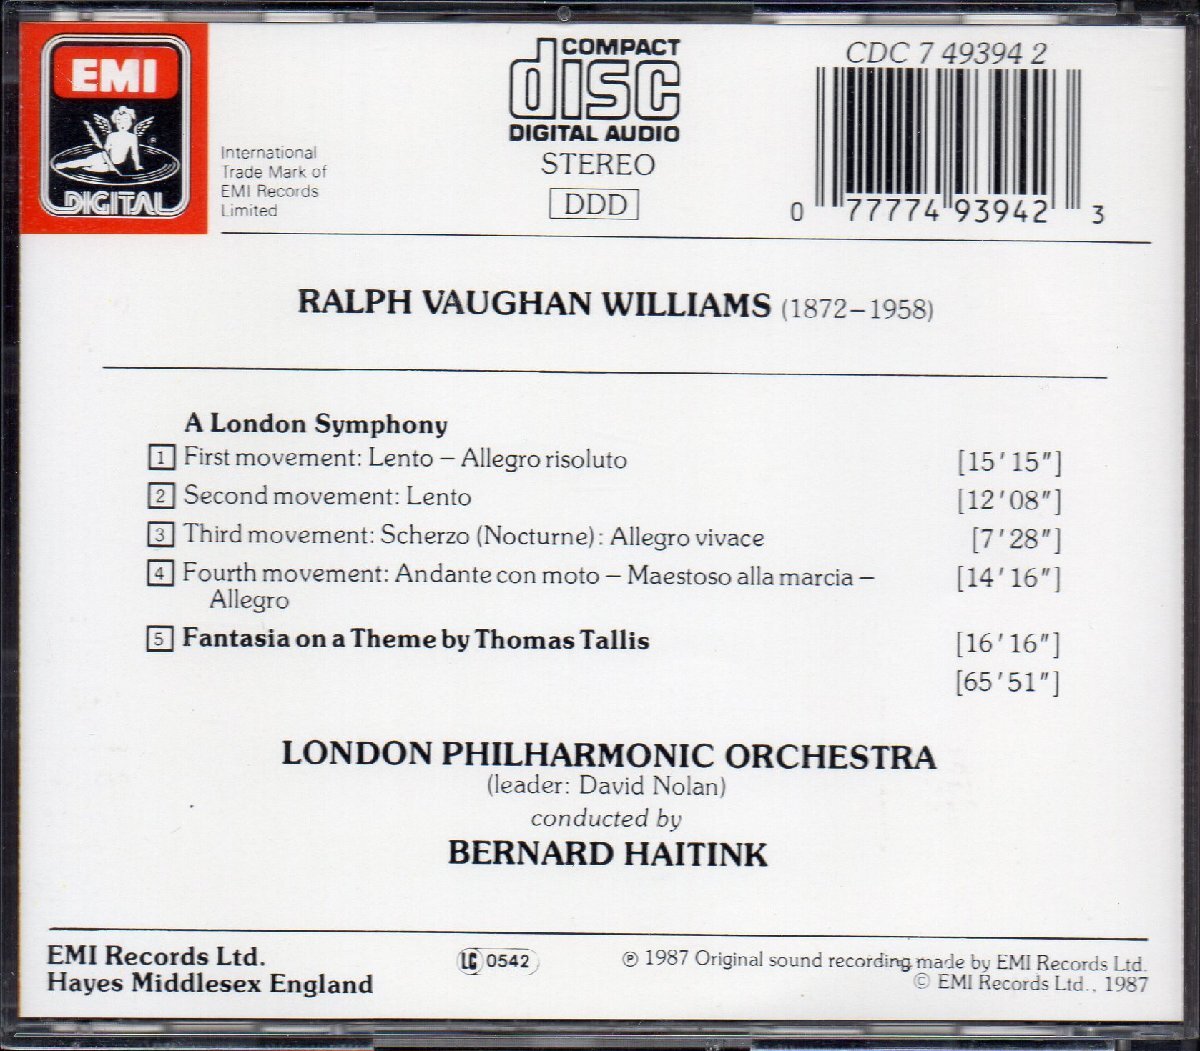 EMI
DIGITAL
International
Trade Mark of
EMI Records
Limited
COMPACT
disc
DIGITAL AUDIO
STEREO
DDD
CDC 7 49394 2
0 77774 93942 3
RALPH VAUGHAN WILLIAMS (1872–1958)
A London Symphony
1 First movement: Lento – Allegro risoluto [15′15″]
2 Second movement: Lento [12′08″]
3 Third movement: Scherzo (Nocturne): Allegro vivace [7′28″]
4 Fourth movement: Andante con moto – Maestoso alla marcia – [14′16″]
Allegro
5 Fantasia on a Theme by Thomas Tallis [16′16″]
[65′51″]
LONDON PHILHARMONIC ORCHESTRA
(leader: David Nolan)
conducted by
BERNARD HAITINK
EMI Records Ltd.
Hayes Middlesex England
LC 0542
℗ 1987 Original sound recording made by EMI Records Ltd.
© EMI Records Ltd., 1987